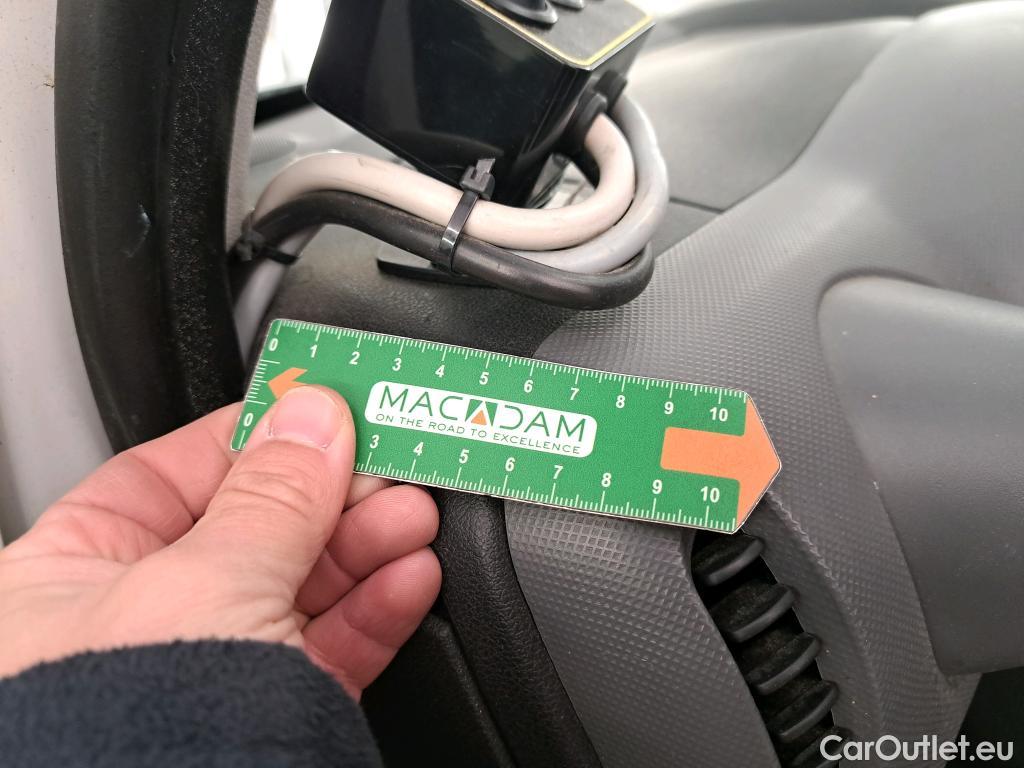 0 1 2 3 4 5 6 7 8 9 10
MACADAM
ON THE ROAD TO EXCELLENCE
0 3 4 5 6 7 8 9 10
CarOutlet.eu